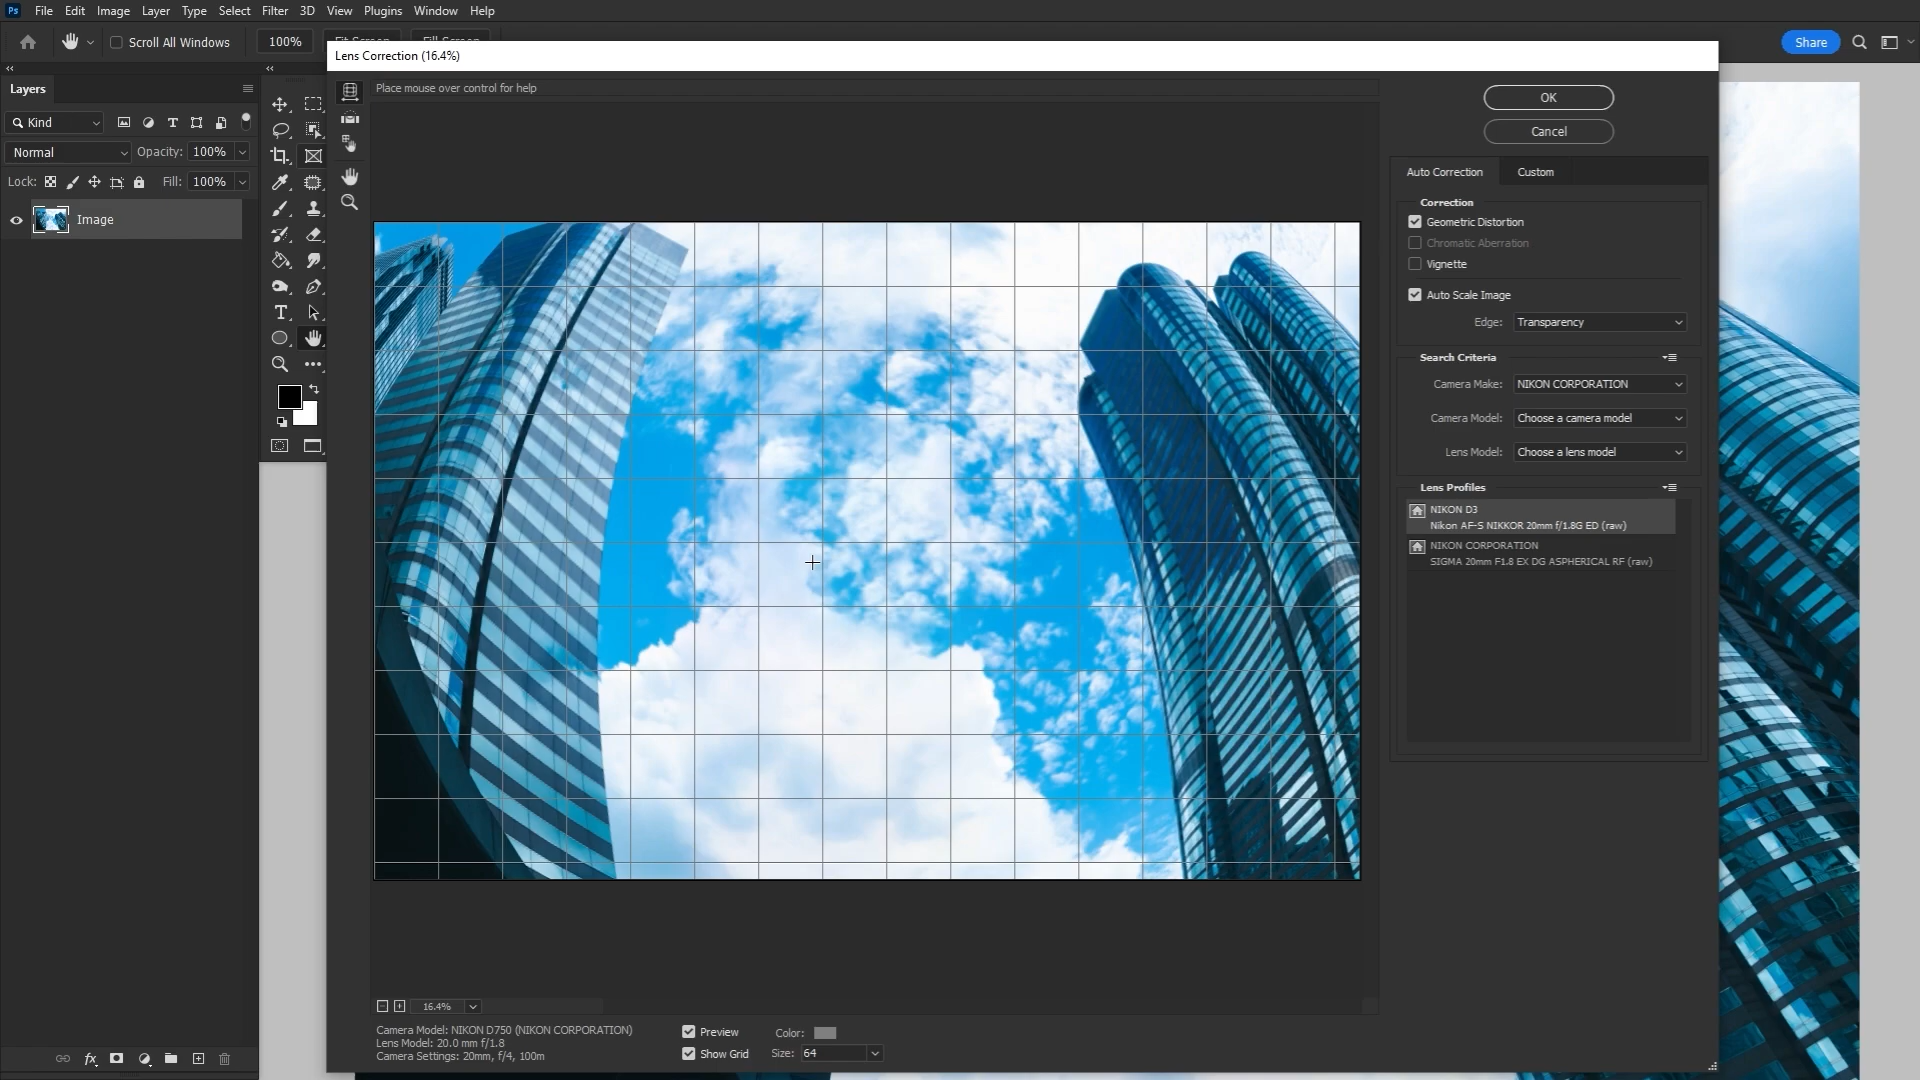 Ps File Edit Image Layer Type Select Filter 3D View Plugins Window Help
Scroll All Windows 100% Fit Screen Fill Screen Share
Lens Correction (16.4%)
Layers
Place mouse over control for help
OK
Kind
Cancel
Normal Opacity: 100%
Lock: Fill: 100%
Image
Auto Correction Custom
Correction
Geometric Distortion
Chromatic Aberration
Vignette
Auto Scale Image
Edge: Transparency
Search Criteria
Camera Make: NIKON CORPORATION
Camera Model: Choose a camera model
Lens Model: Choose a lens model
Lens Profiles
NIKON D3
Nikon AF-S NIKKOR 20mm f/1.8G ED (raw)
NIKON CORPORATION
SIGMA 20mm F1.8 EX DG ASPHERICAL RF (raw)
16.4%
Camera Model: NIKON D750 (NIKON CORPORATION)
Lens Model: 20.0 mm f/1.8
Camera Settings: 20mm, f/4, 100m
Preview Color:
Show Grid Size: 64
fx